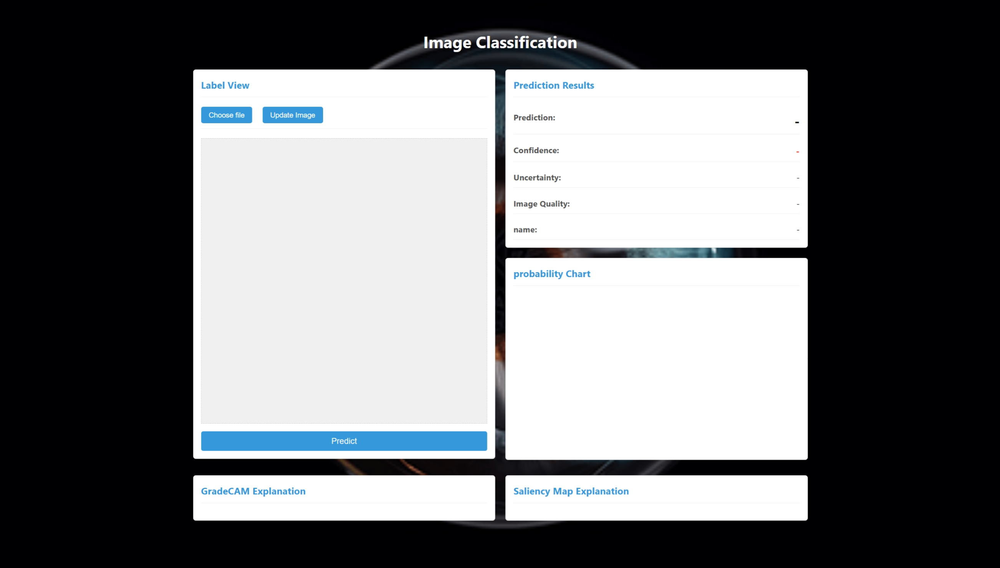 Image Classification
Label View
Choose file
Update Image
Predict
Prediction Results
Prediction: -
Confidence: -
Uncertainty: -
Image Quality: -
name: -
probability Chart
GradeCAM Explanation
Saliency Map Explanation